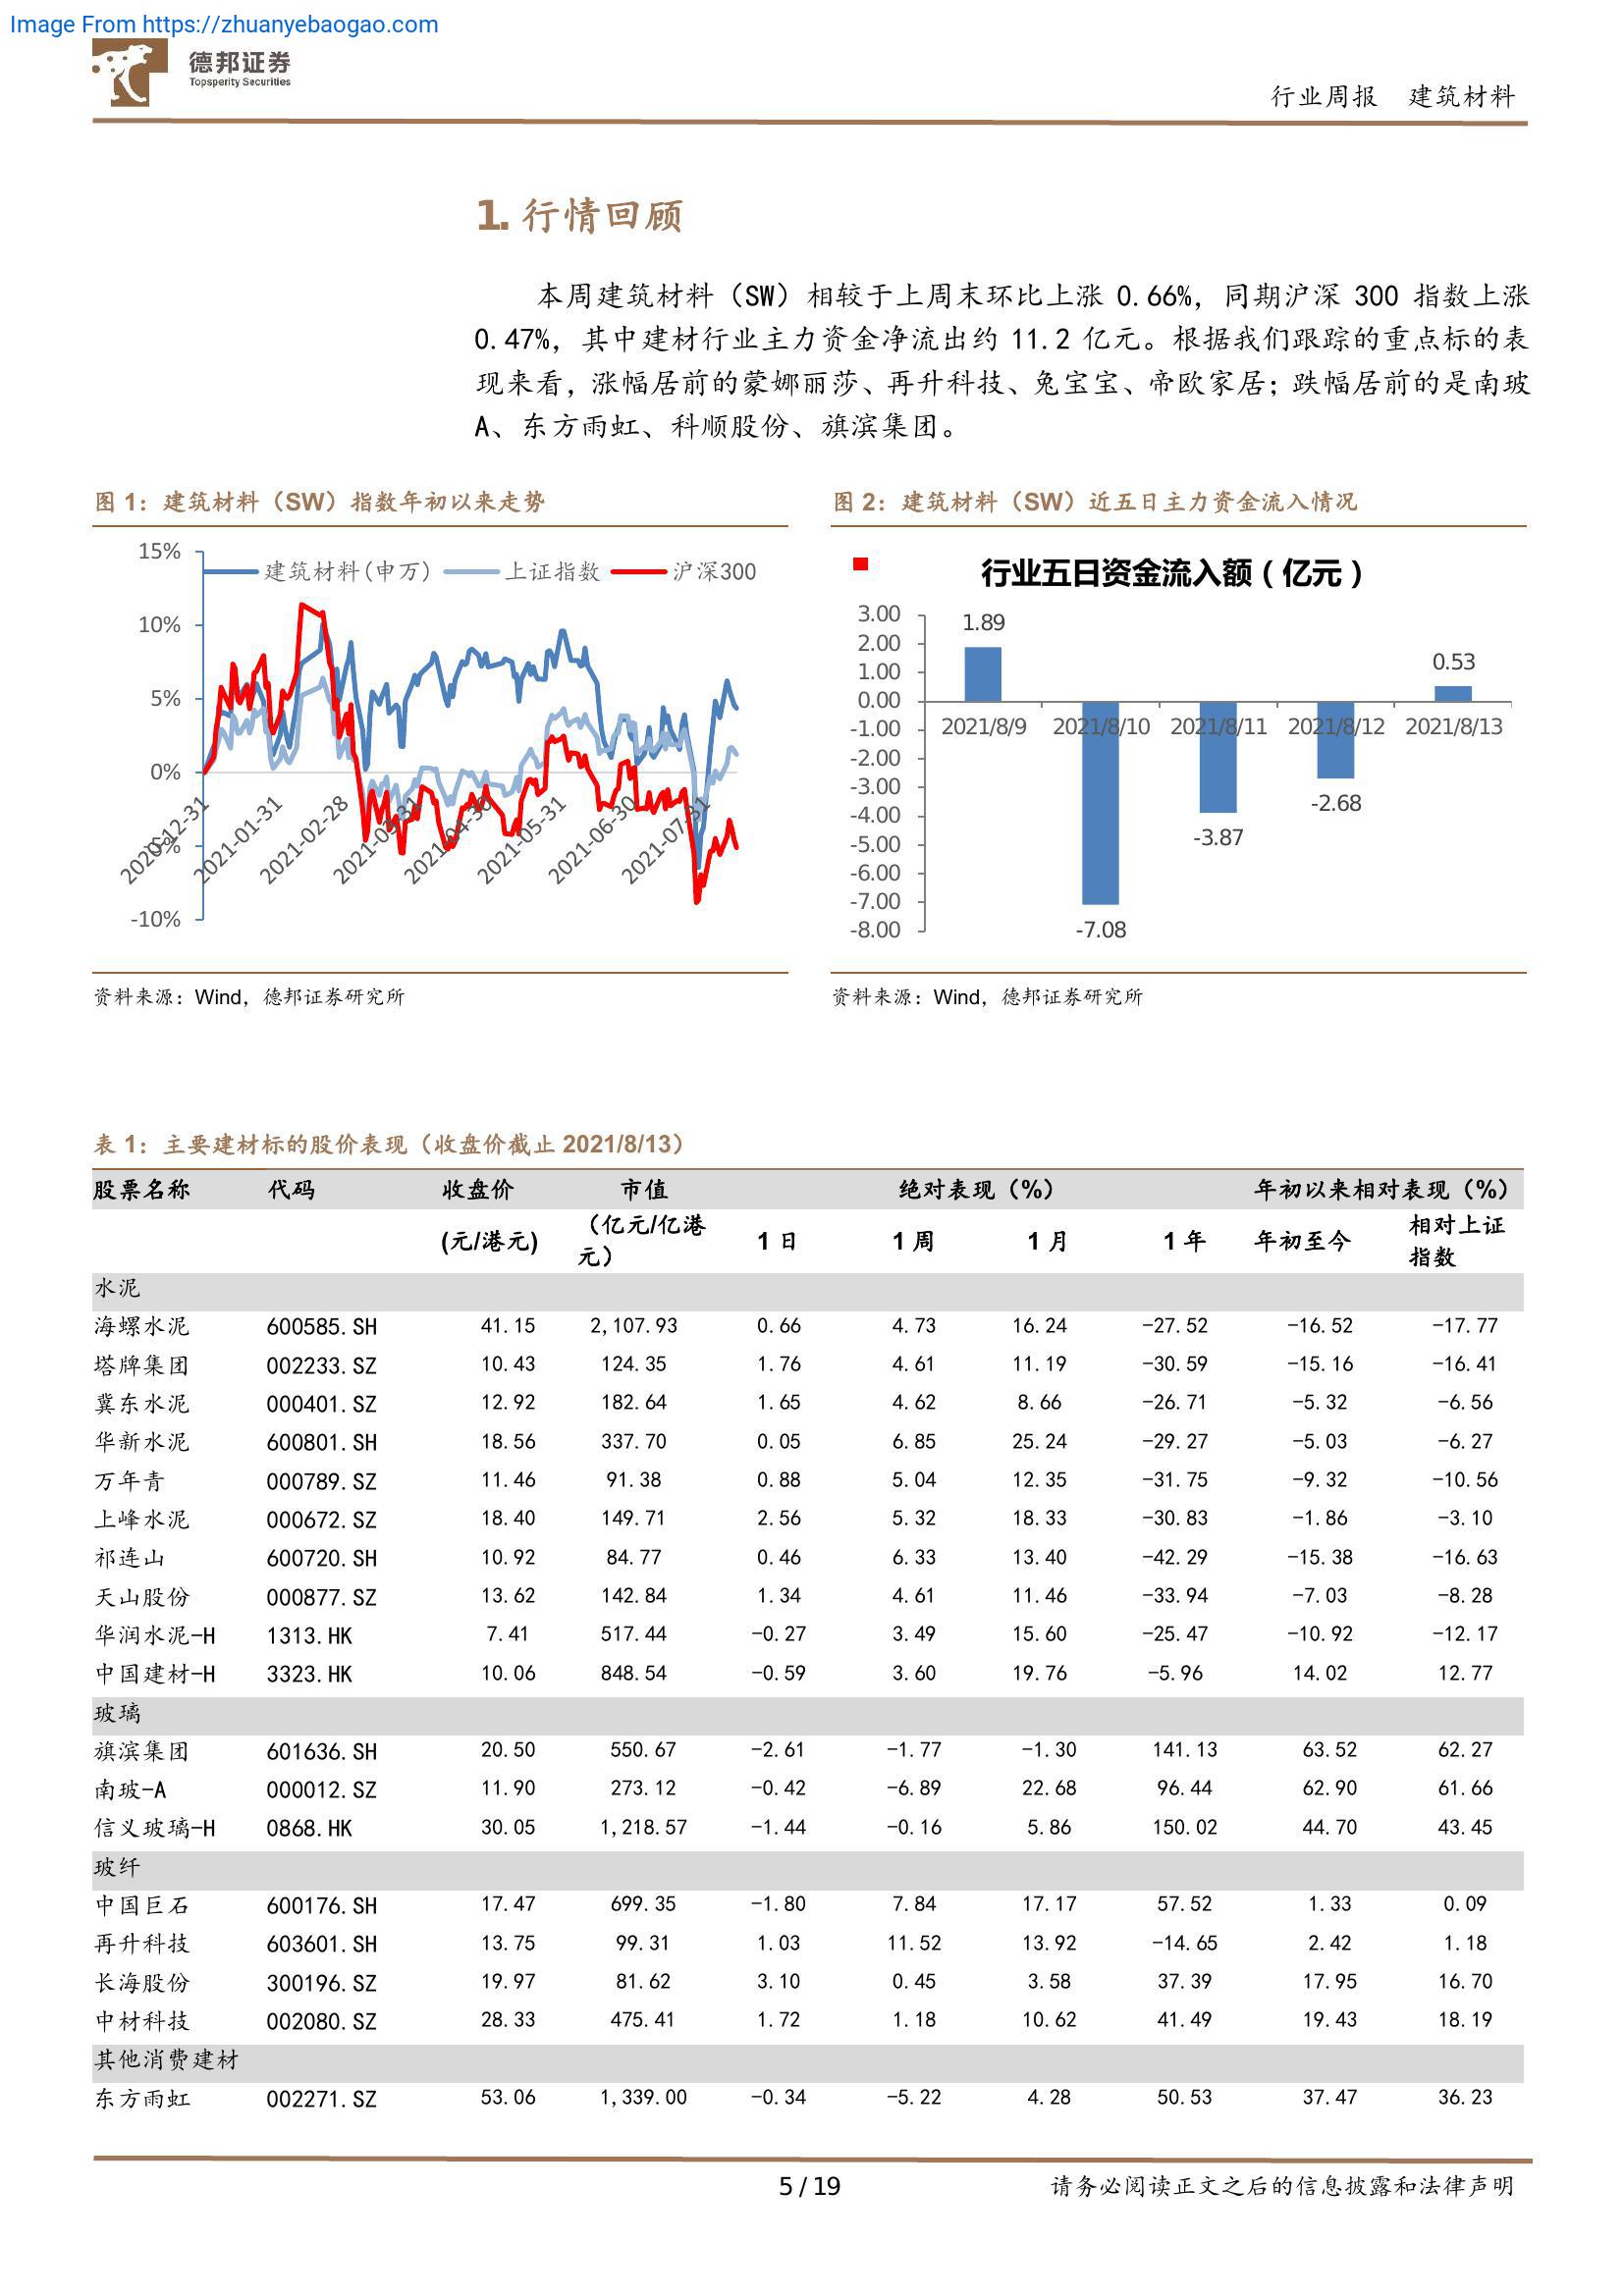 Image From https://zhuanyebaogao.com
德邦证券
Topsperity Securities
行业周报 建筑材料
1. 行情回顾
本周建筑材料（SW）相较于上周末环比上涨 0.66%，同期沪深 300 指数上涨
0.47%，其中建材行业主力资金净流出约 11.2 亿元。根据我们跟踪的重点标的表
现来看，涨幅居前的蒙娜丽莎、再升科技、兔宝宝、帝欧家居；跌幅居前的是南玻
A、东方雨虹、科顺股份、旗滨集团。
图 1：建筑材料（SW）指数年初以来走势
15%
10%
5%
0%
-5%
-10%
建筑材料(申万) 上证指数 沪深300
2020-12-31 2021-01-31 2021-02-28 2021-03-31 2021-04-30 2021-05-31 2021-06-30 2021-07-31
资料来源：Wind，德邦证券研究所
图 2：建筑材料（SW）近五日主力资金流入情况
行业五日资金流入额（亿元）
3.00
2.00
1.00
0.00
-1.00
-2.00
-3.00
-4.00
-5.00
-6.00
-7.00
-8.00
1.89 -7.08 -3.87 -2.68 0.53
2021/8/9 2021/8/10 2021/8/11 2021/8/12 2021/8/13
资料来源：Wind，德邦证券研究所
表 1：主要建材标的股价表现（收盘价截止 2021/8/13）
股票名称 代码 收盘价 市值 绝对表现（%） 年初以来相对表现（%）
(元/港元) （亿元/亿港元） 1 日 1 周 1 月 1 年 年初至今 相对上证指数
水泥
海螺水泥 600585.SH 41.15 2,107.93 0.66 4.73 16.24 -27.52 -16.52 -17.77
塔牌集团 002233.SZ 10.43 124.35 1.76 4.61 11.19 -30.59 -15.16 -16.41
冀东水泥 000401.SZ 12.92 182.64 1.65 4.62 8.66 -26.71 -5.32 -6.56
华新水泥 600801.SH 18.56 337.70 0.05 6.85 25.24 -29.27 -5.03 -6.27
万年青 000789.SZ 11.46 91.38 0.88 5.04 12.35 -31.75 -9.32 -10.56
上峰水泥 000672.SZ 18.40 149.71 2.56 5.32 18.33 -30.83 -1.86 -3.10
祁连山 600720.SH 10.92 84.77 0.46 6.33 13.40 -42.29 -15.38 -16.63
天山股份 000877.SZ 13.62 142.84 1.34 4.61 11.46 -33.94 -7.03 -8.28
华润水泥-H 1313.HK 7.41 517.44 -0.27 3.49 15.60 -25.47 -10.92 -12.17
中国建材-H 3323.HK 10.06 848.54 -0.59 3.60 19.76 -5.96 14.02 12.77
玻璃
旗滨集团 601636.SH 20.50 550.67 -2.61 -1.77 -1.30 141.13 63.52 62.27
南玻-A 000012.SZ 11.90 273.12 -0.42 -6.89 22.68 96.44 62.90 61.66
信义玻璃-H 0868.HK 30.05 1,218.57 -1.44 -0.16 5.86 150.02 44.70 43.45
玻纤
中国巨石 600176.SH 17.47 699.35 -1.80 7.84 17.17 57.52 1.33 0.09
再升科技 603601.SH 13.75 99.31 1.03 11.52 13.92 -14.65 2.42 1.18
长海股份 300196.SZ 19.97 81.62 3.10 0.45 3.58 37.39 17.95 16.70
中材科技 002080.SZ 28.33 475.41 1.72 1.18 10.62 41.49 19.43 18.19
其他消费建材
东方雨虹 002271.SZ 53.06 1,339.00 -0.34 -5.22 4.28 50.53 37.47 36.23
5 / 19
请务必阅读正文之后的信息披露和法律声明